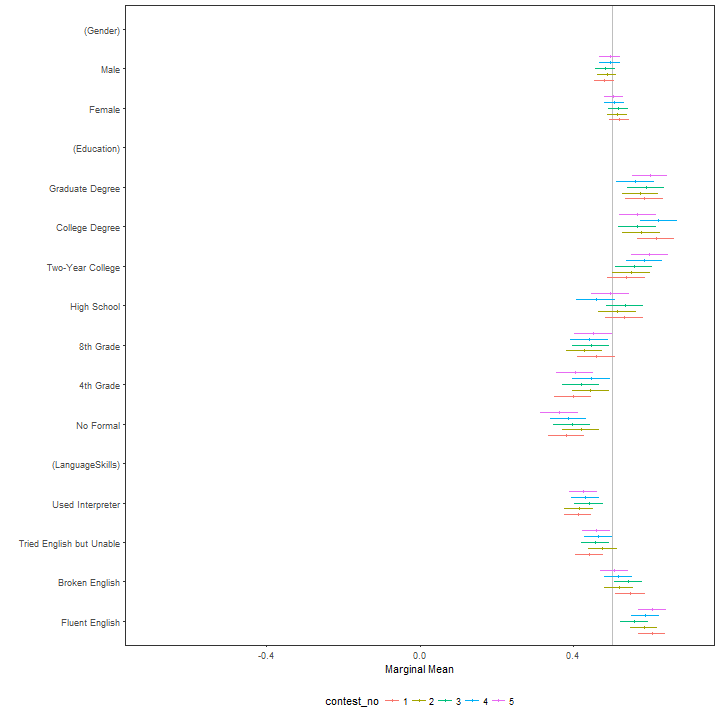 (Gender)
Male
Female
(Education)
Graduate Degree
College Degree
Two-Year College
High School
8th Grade
4th Grade
No Formal
(LanguageSkills)
Used Interpreter
Tried English but Unable
Broken English
Fluent English
-0.4 0.0 0.4
Marginal Mean
contest_no 1 2 3 4 5